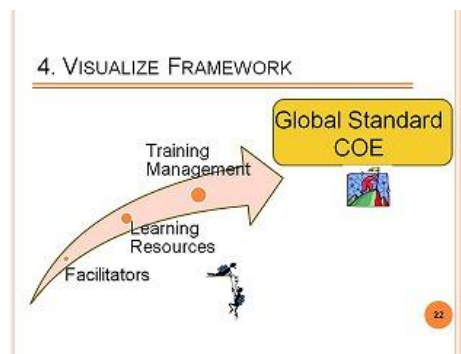 4. VISUALIZE FRAMEWORK
Global Standard
COE
Training
Management
Learning
Resources
Facilitators
22